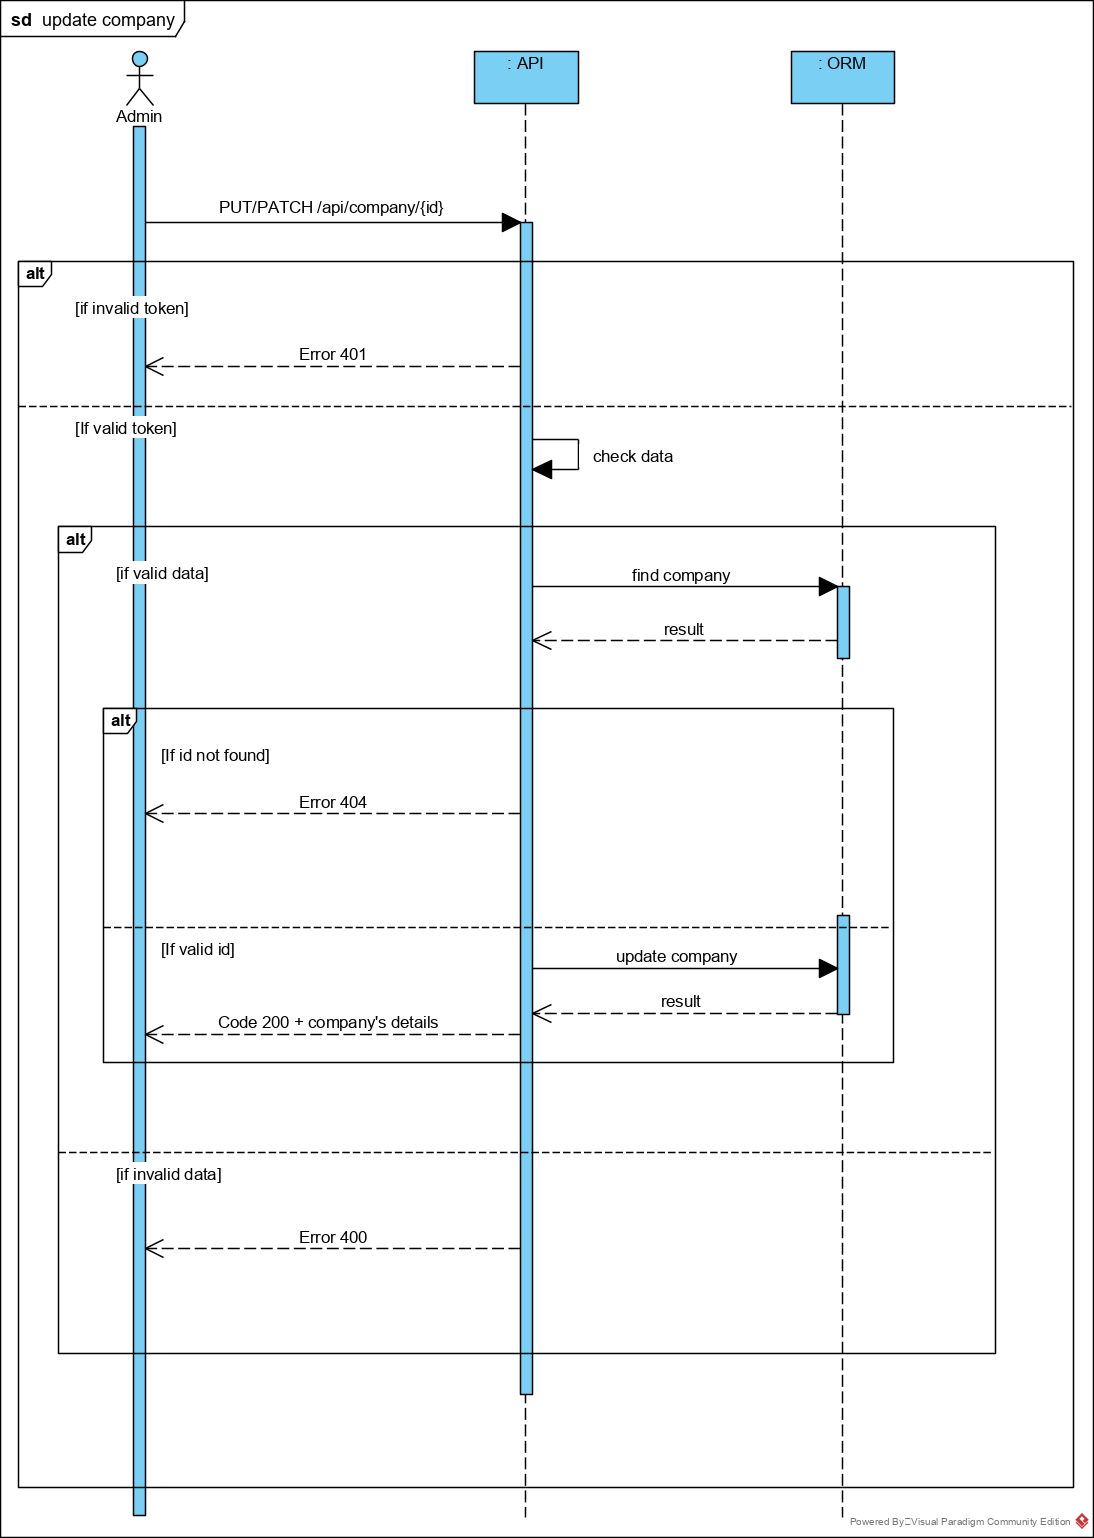 sd update company
Admin
: API
: ORM
PUT/PATCH /api/company/{id}
alt
[if invalid token]
Error 401
[If valid token]
check data
alt
[if valid data]
find company
result
alt
[If id not found]
Error 404
[If valid id]
update company
result
Code 200 + company's details
[if invalid data]
Error 400
Powered By Visual Paradigm Community Edition